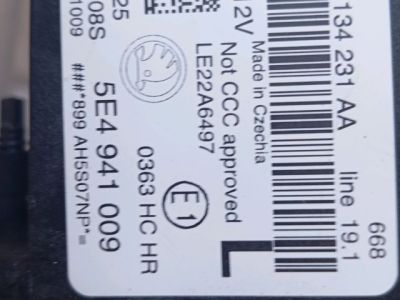 134 231 AA
line 19.1
668
12V
Made in Czechia
Not CCC approved
LE22A6497
E1
L
25
08S
1009
0363 HC HR
5E4 941 009
###*899 AH5S07NP*=